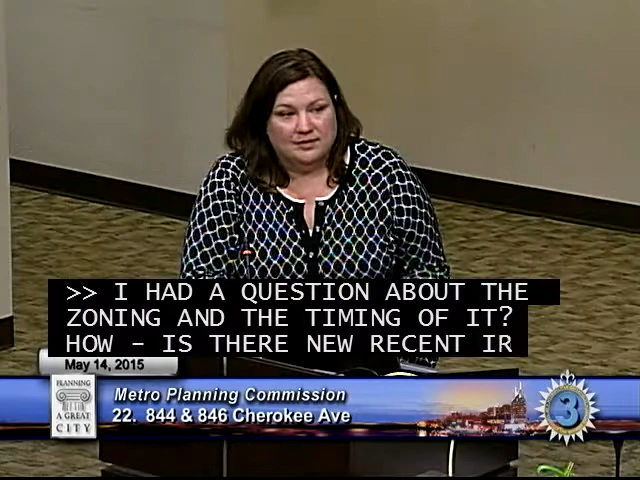 >> I HAD A QUESTION ABOUT THE
ZONING AND THE TIMING OF IT?
HOW - IS THERE NEW RECENT IR
May 14, 2015
PLANNING
A GREAT
CITY
Metro Planning Commission
22. 844 & 846 Cherokee Ave
3